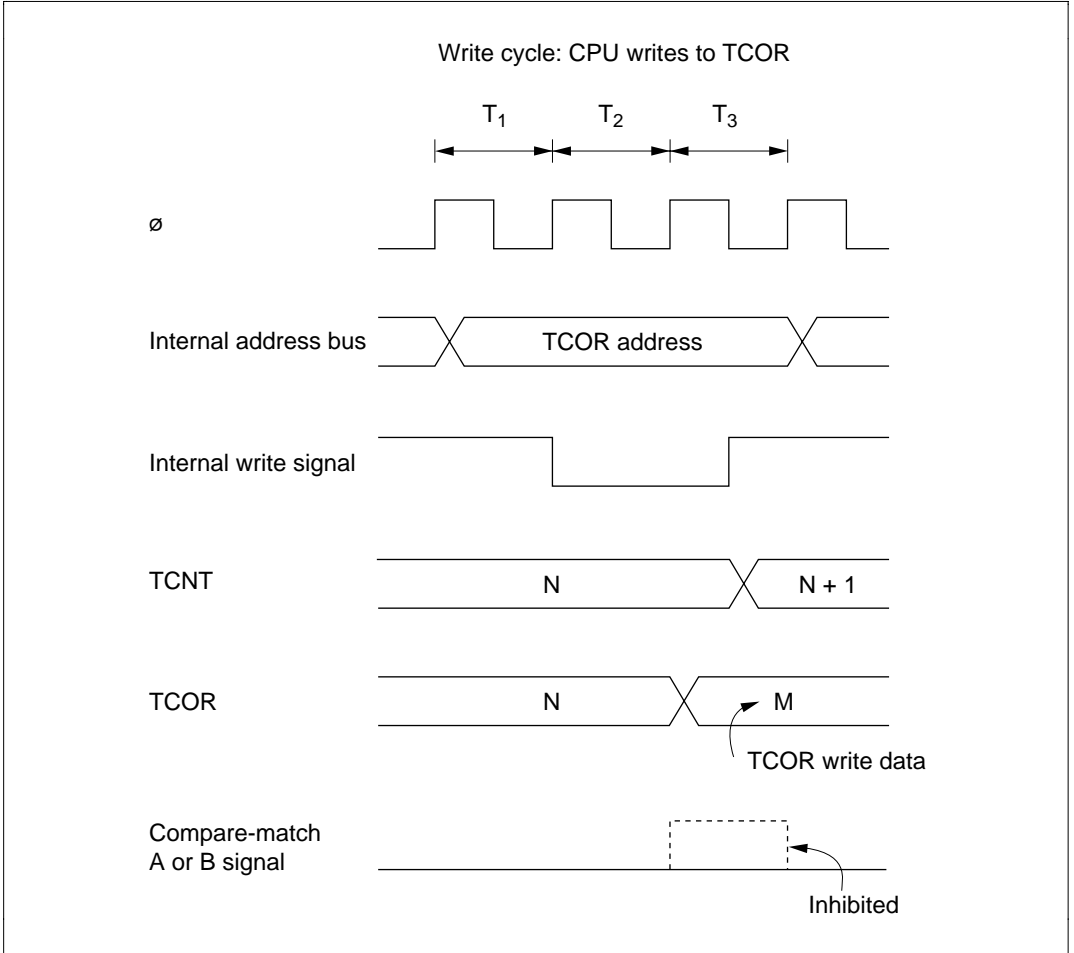 Write cycle: CPU writes to TCOR
T1 T2 T3
ø
Internal address bus TCOR address
Internal write signal
TCNT N N + 1
TCOR N M
TCOR write data
Compare-match
A or B signal
Inhibited